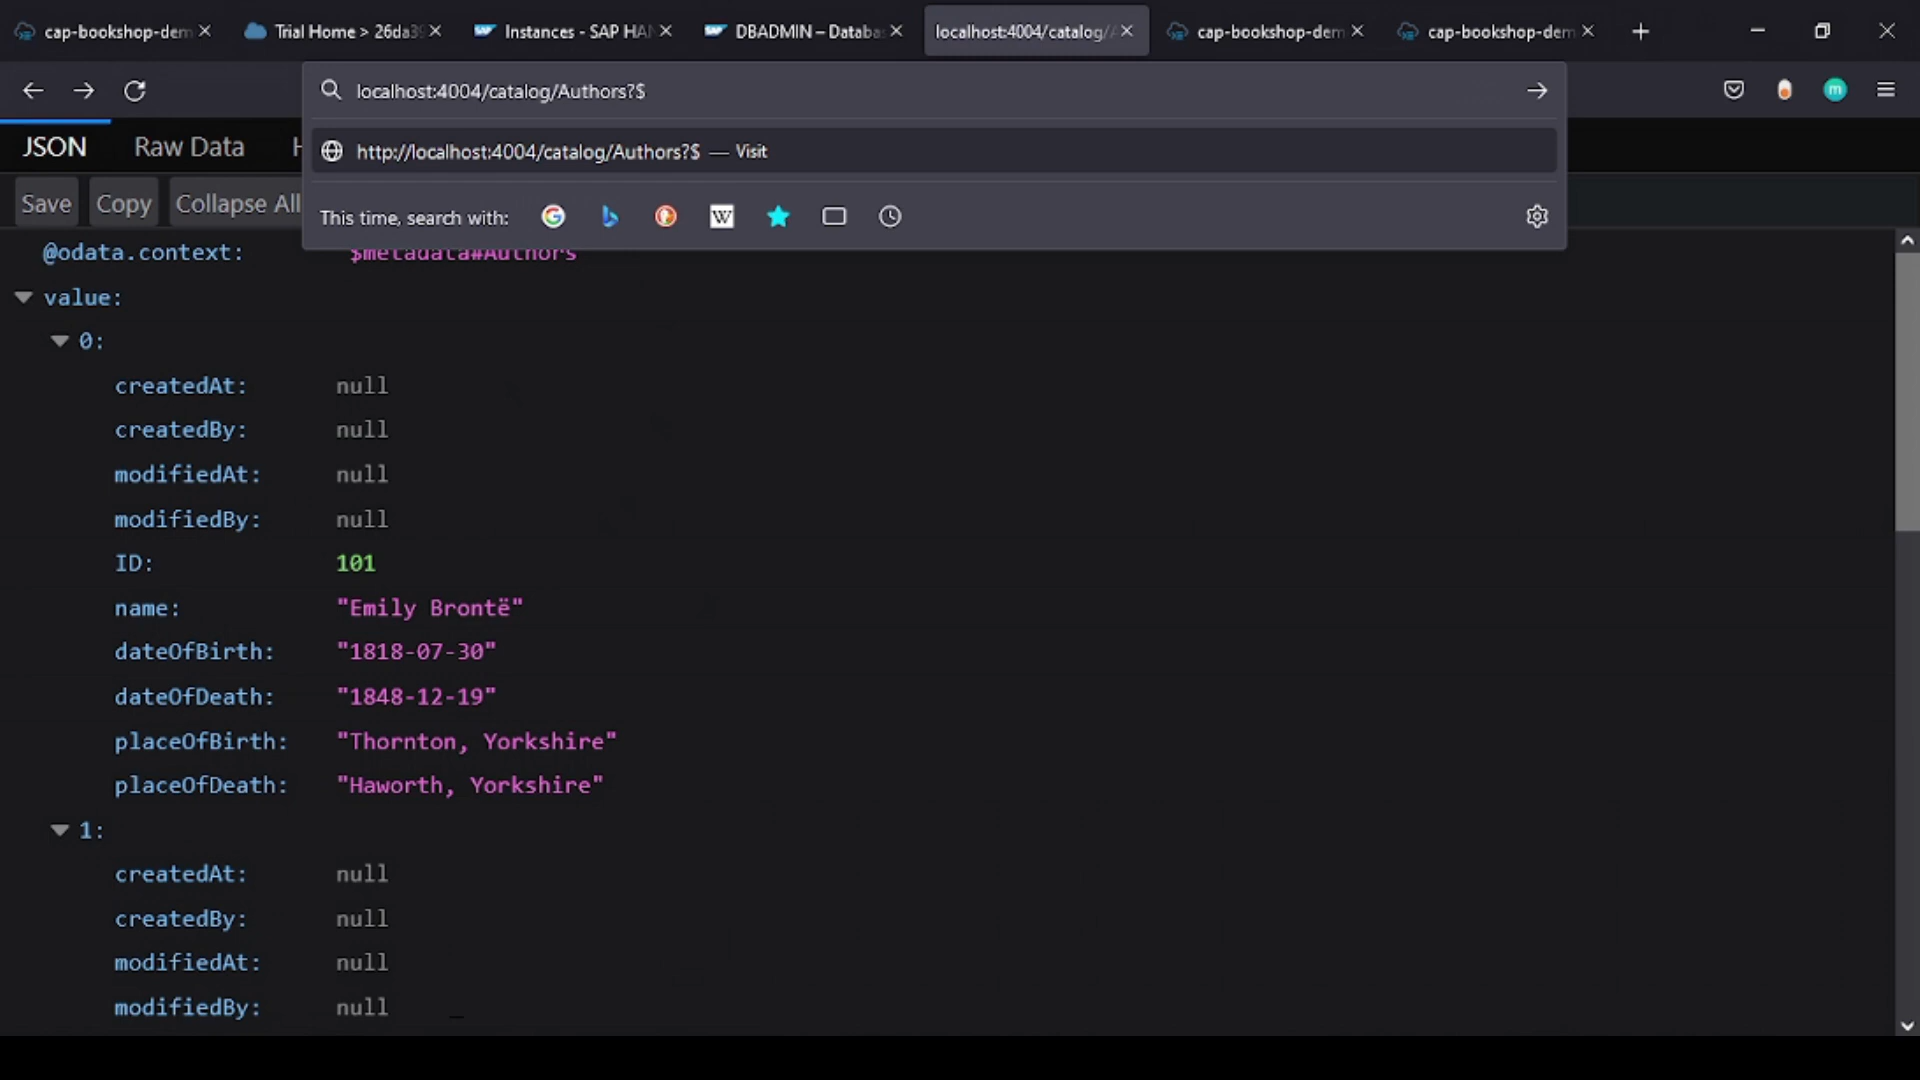 cap-bookshop-dem
Trial Home > 26da39
Instances - SAP HAN
DBADMIN – Databa
localhost:4004/catalog/A
cap-bookshop-dem
cap-bookshop-dem
localhost:4004/catalog/Authors?$
m
JSON
Raw Data
H
http://localhost:4004/catalog/Authors?$ — Visit
Save
Copy
Collapse All
This time, search with:
G
W
@odata.context: $metadata#Authors
value:
0:
createdAt: null
createdBy: null
modifiedAt: null
modifiedBy: null
ID: 101
name: "Emily Brontë"
dateOfBirth: "1818-07-30"
dateOfDeath: "1848-12-19"
placeOfBirth: "Thornton, Yorkshire"
placeOfDeath: "Haworth, Yorkshire"
1:
createdAt: null
createdBy: null
modifiedAt: null
modifiedBy: null